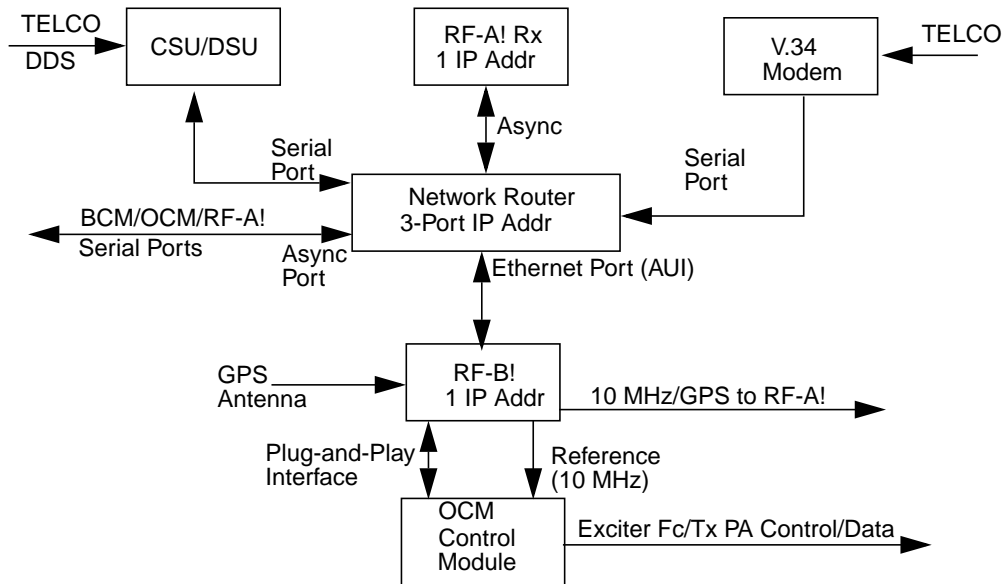 TELCO
DDS
CSU/DSU
RF-A! Rx
1 IP Addr
V.34
Modem
TELCO
Async
Serial
Port
Serial
Port
Network Router
3-Port IP Addr
BCM/OCM/RF-A!
Serial Ports
Async
Port
Ethernet Port (AUI)
GPS
Antenna
RF-B!
1 IP Addr
10 MHz/GPS to RF-A!
Plug-and-Play
Interface
Reference
(10 MHz)
OCM
Control
Module
Exciter Fc/Tx PA Control/Data